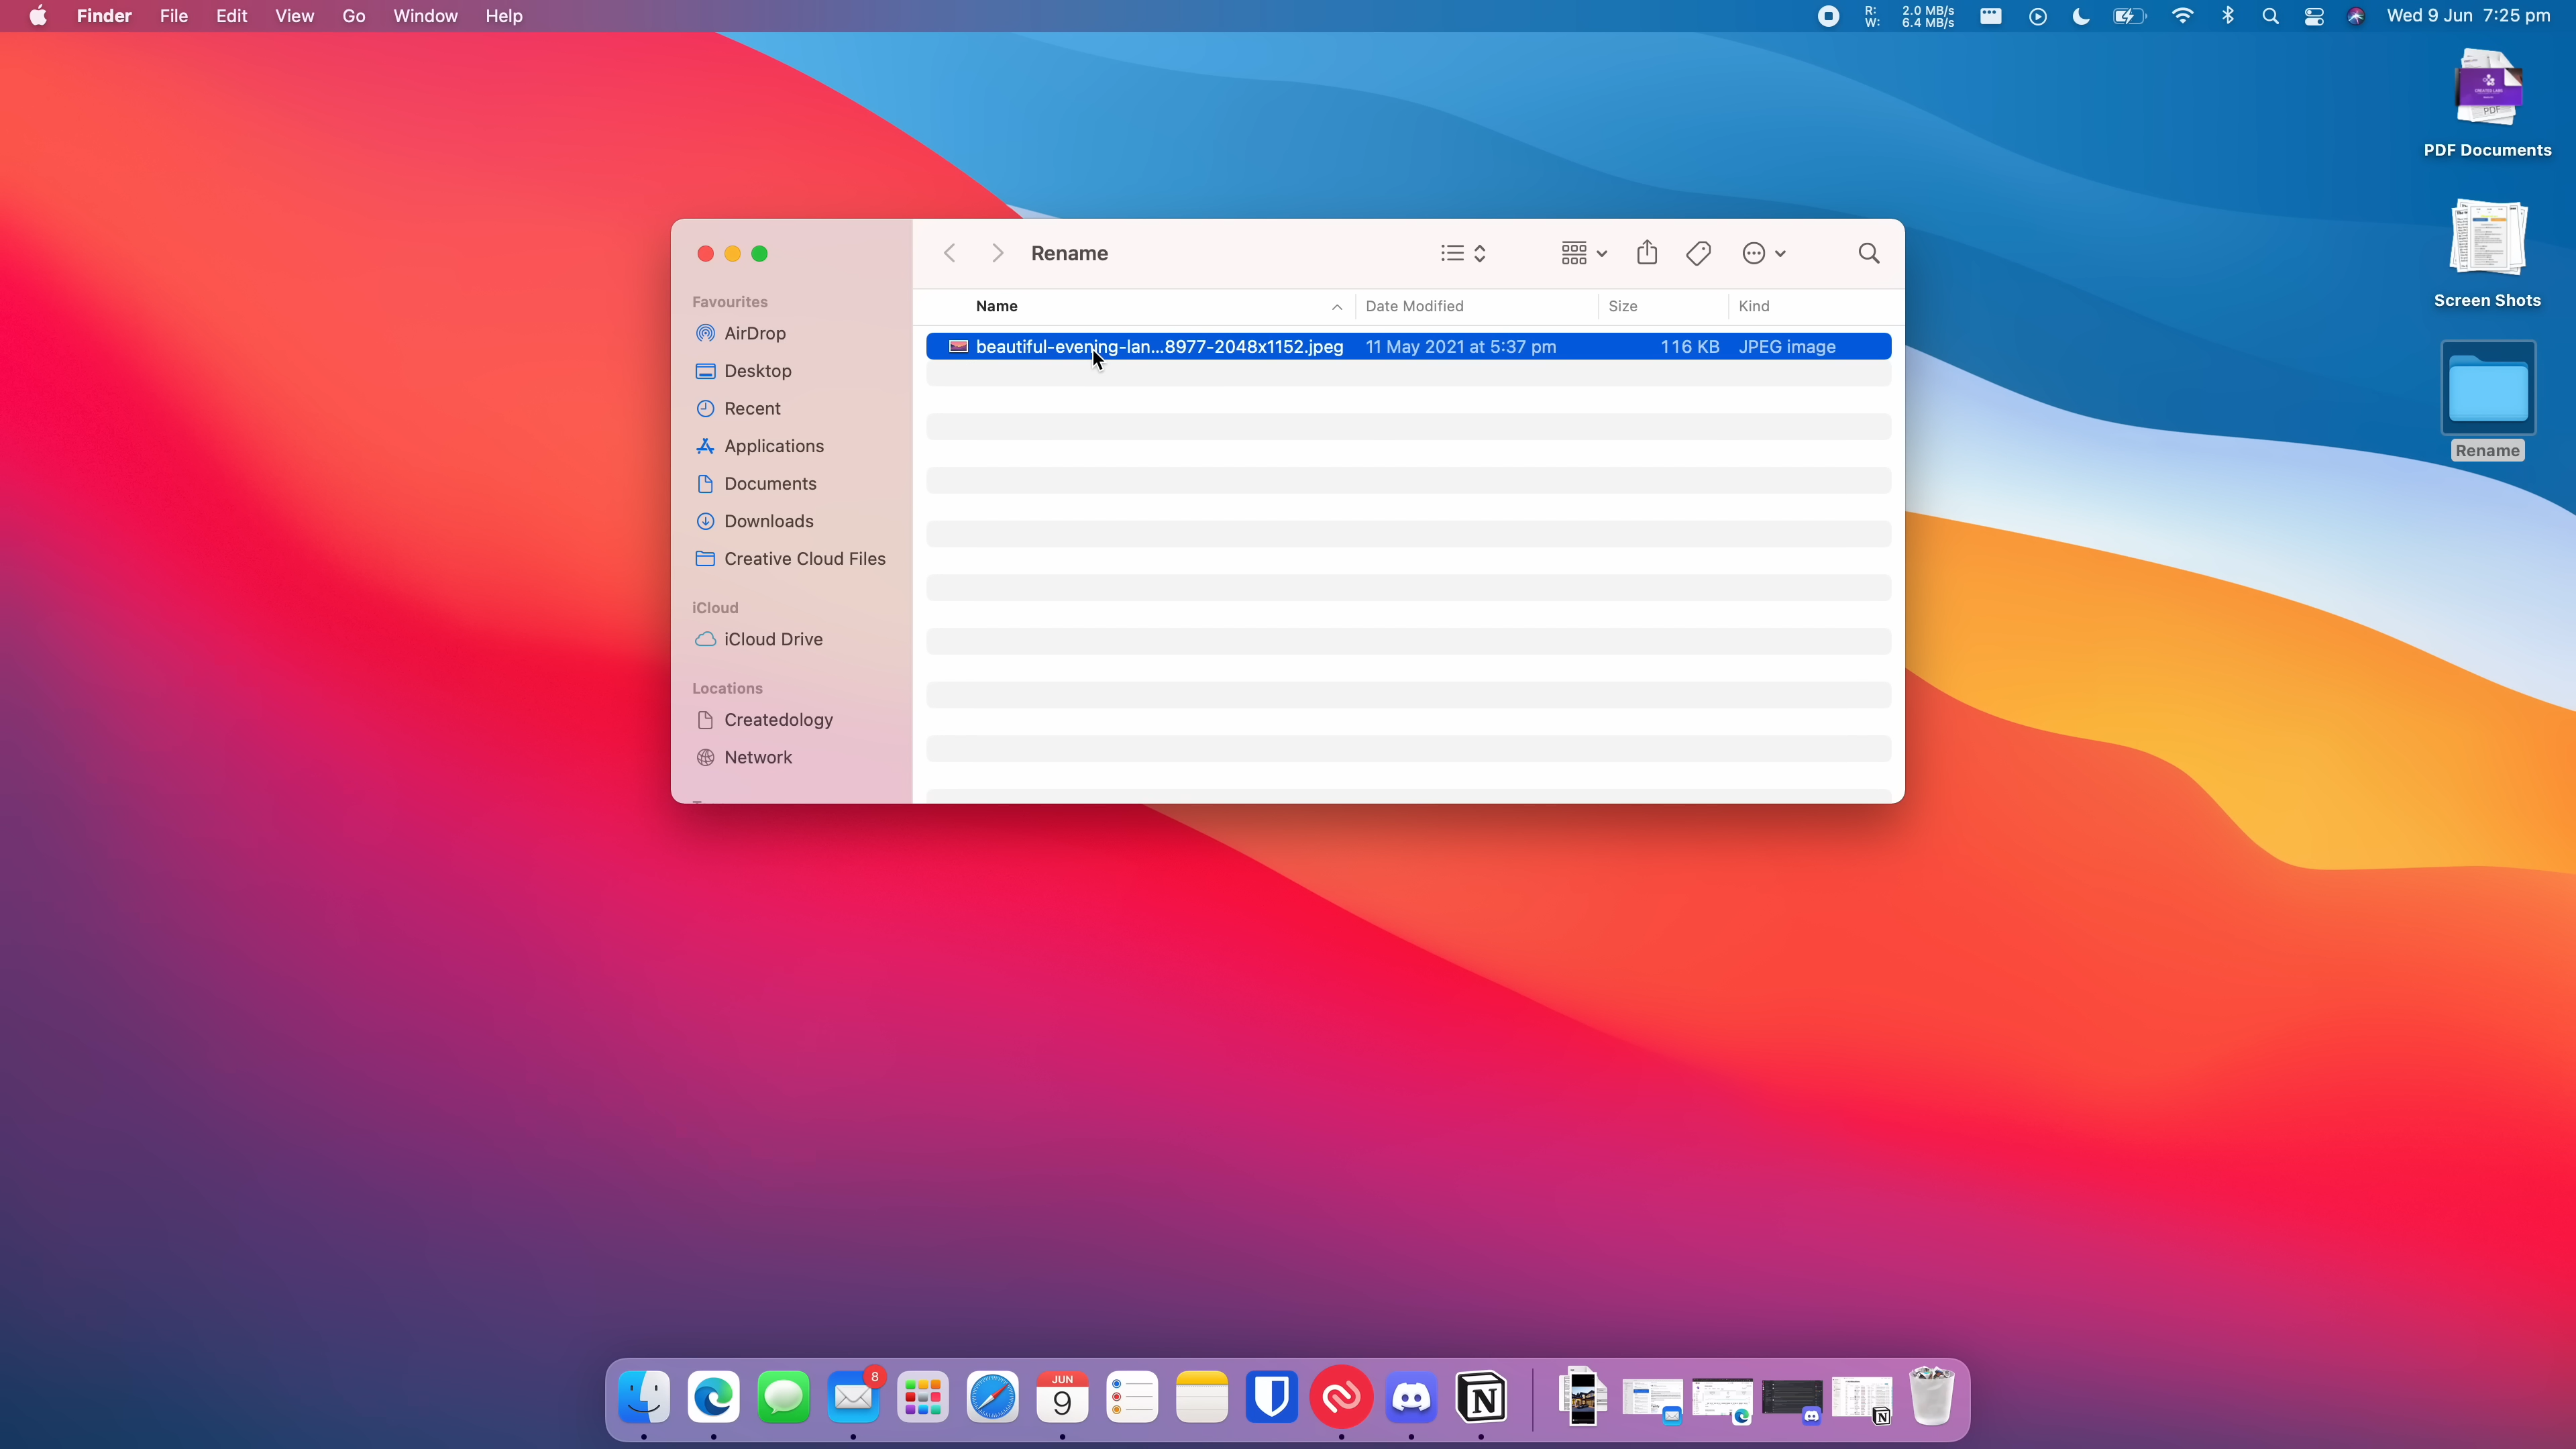 Finder File Edit View Go Window Help
R: 2.0 MB/s
W: 6.4 MB/s
Wed 9 Jun 7:25 pm
PDF
PDF Documents
Screen Shots
Rename
Rename
Name Date Modified Size Kind
beautiful-evening-lan...8977-2048x1152.jpeg 11 May 2021 at 5:37 pm 116 KB JPEG image
Favourites
AirDrop
Desktop
Recent
Applications
Documents
Downloads
Creative Cloud Files
iCloud
iCloud Drive
Locations
Createdology
Network
8
JUN
9
N
N